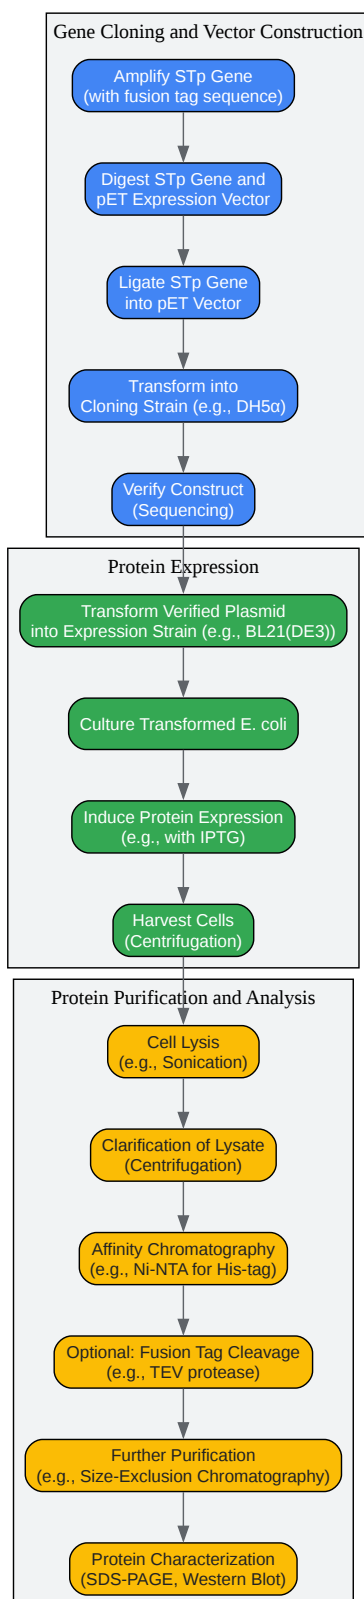 Gene Cloning and Vector Construction
Amplify STp Gene
(with fusion tag sequence)
Digest STp Gene and
pET Expression Vector
Ligate STp Gene
into pET Vector
Transform into
Cloning Strain (e.g., DH5α)
Verify Construct
(Sequencing)
Protein Expression
Transform Verified Plasmid
into Expression Strain (e.g., BL21(DE3))
Culture Transformed E. coli
Induce Protein Expression
(e.g., with IPTG)
Harvest Cells
(Centrifugation)
Protein Purification and Analysis
Cell Lysis
(e.g., Sonication)
Clarification of Lysate
(Centrifugation)
Affinity Chromatography
(e.g., Ni-NTA for His-tag)
Optional: Fusion Tag Cleavage
(e.g., TEV protease)
Further Purification
(e.g., Size-Exclusion Chromatography)
Protein Characterization
(SDS-PAGE, Western Blot)